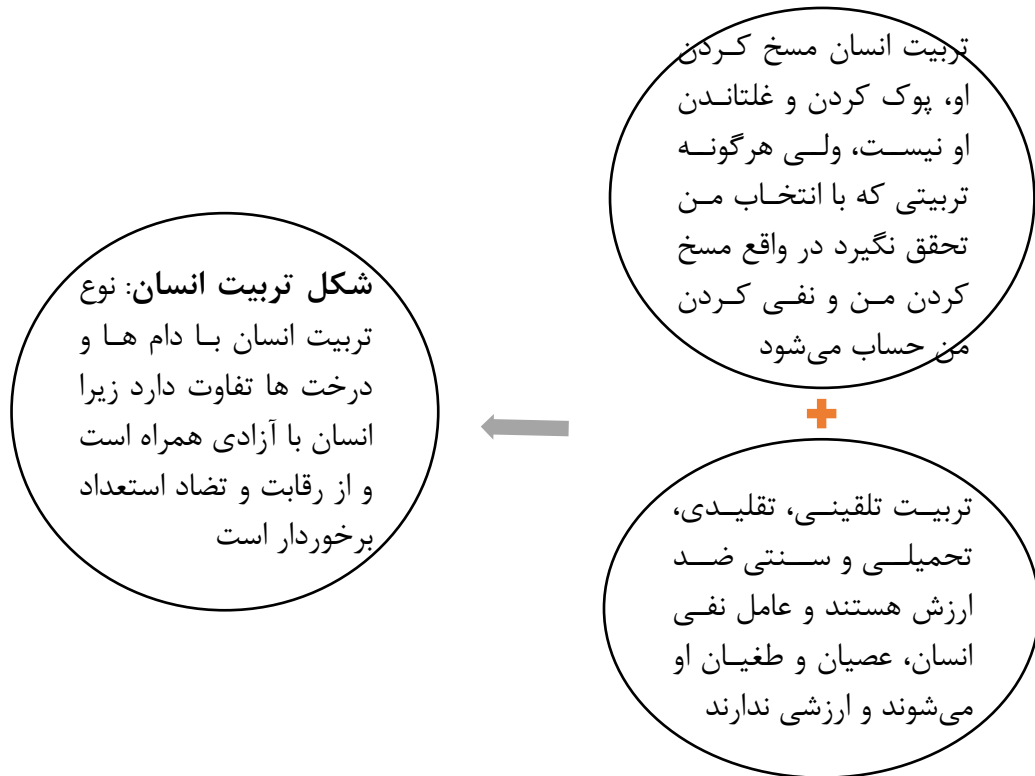 تربیت انسان مسخ کردن
او، پوک کردن و غلتاندن
او نیست، ولی هرگونه
تربیتی که با انتخاب من
تحقق نگیرد در واقع مسخ
کردن من و نفی کردن
من حساب می‌شود
تربیت تلقینی، تقلیدی،
تحمیلی و سنتی ضد
ارزش هستند و عامل نفی
انسان، عصیان و طغیان او
می‌شوند و ارزشی ندارند
شکل تربیت انسان: نوع
تربیت انسان با دام ها و
درخت ها تفاوت دارد زیرا
انسان با آزادی همراه است
و از رقابت و تضاد استعداد
برخوردار است